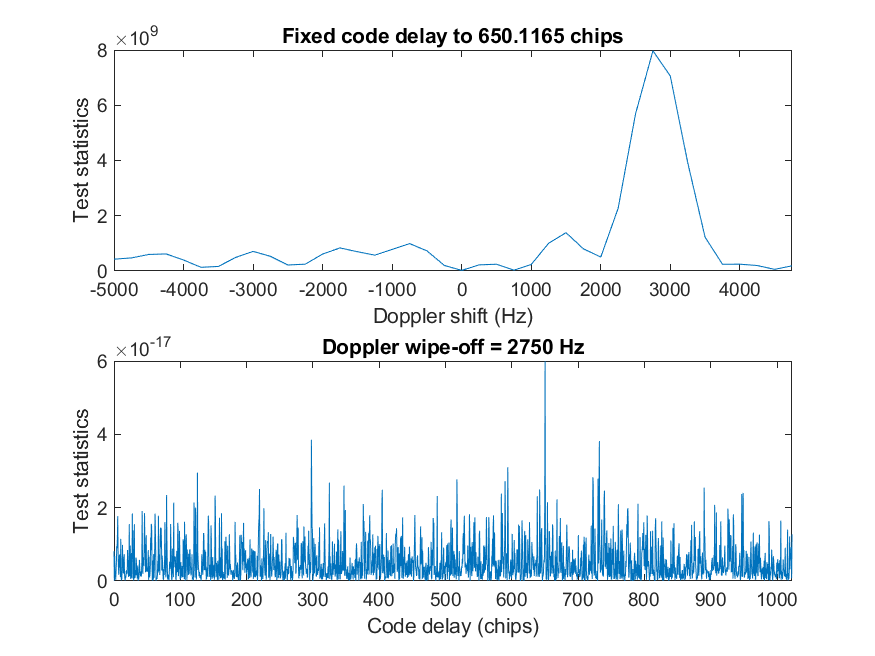 Fixed code delay to 650.1165 chips
×10^9
8
6
4
2
0
Test statistics
-5000 -4000 -3000 -2000 -1000 0 1000 2000 3000 4000
Doppler shift (Hz)
Doppler wipe-off = 2750 Hz
×10^-17
6
4
2
0
Test statistics
0 100 200 300 400 500 600 700 800 900 1000
Code delay (chips)